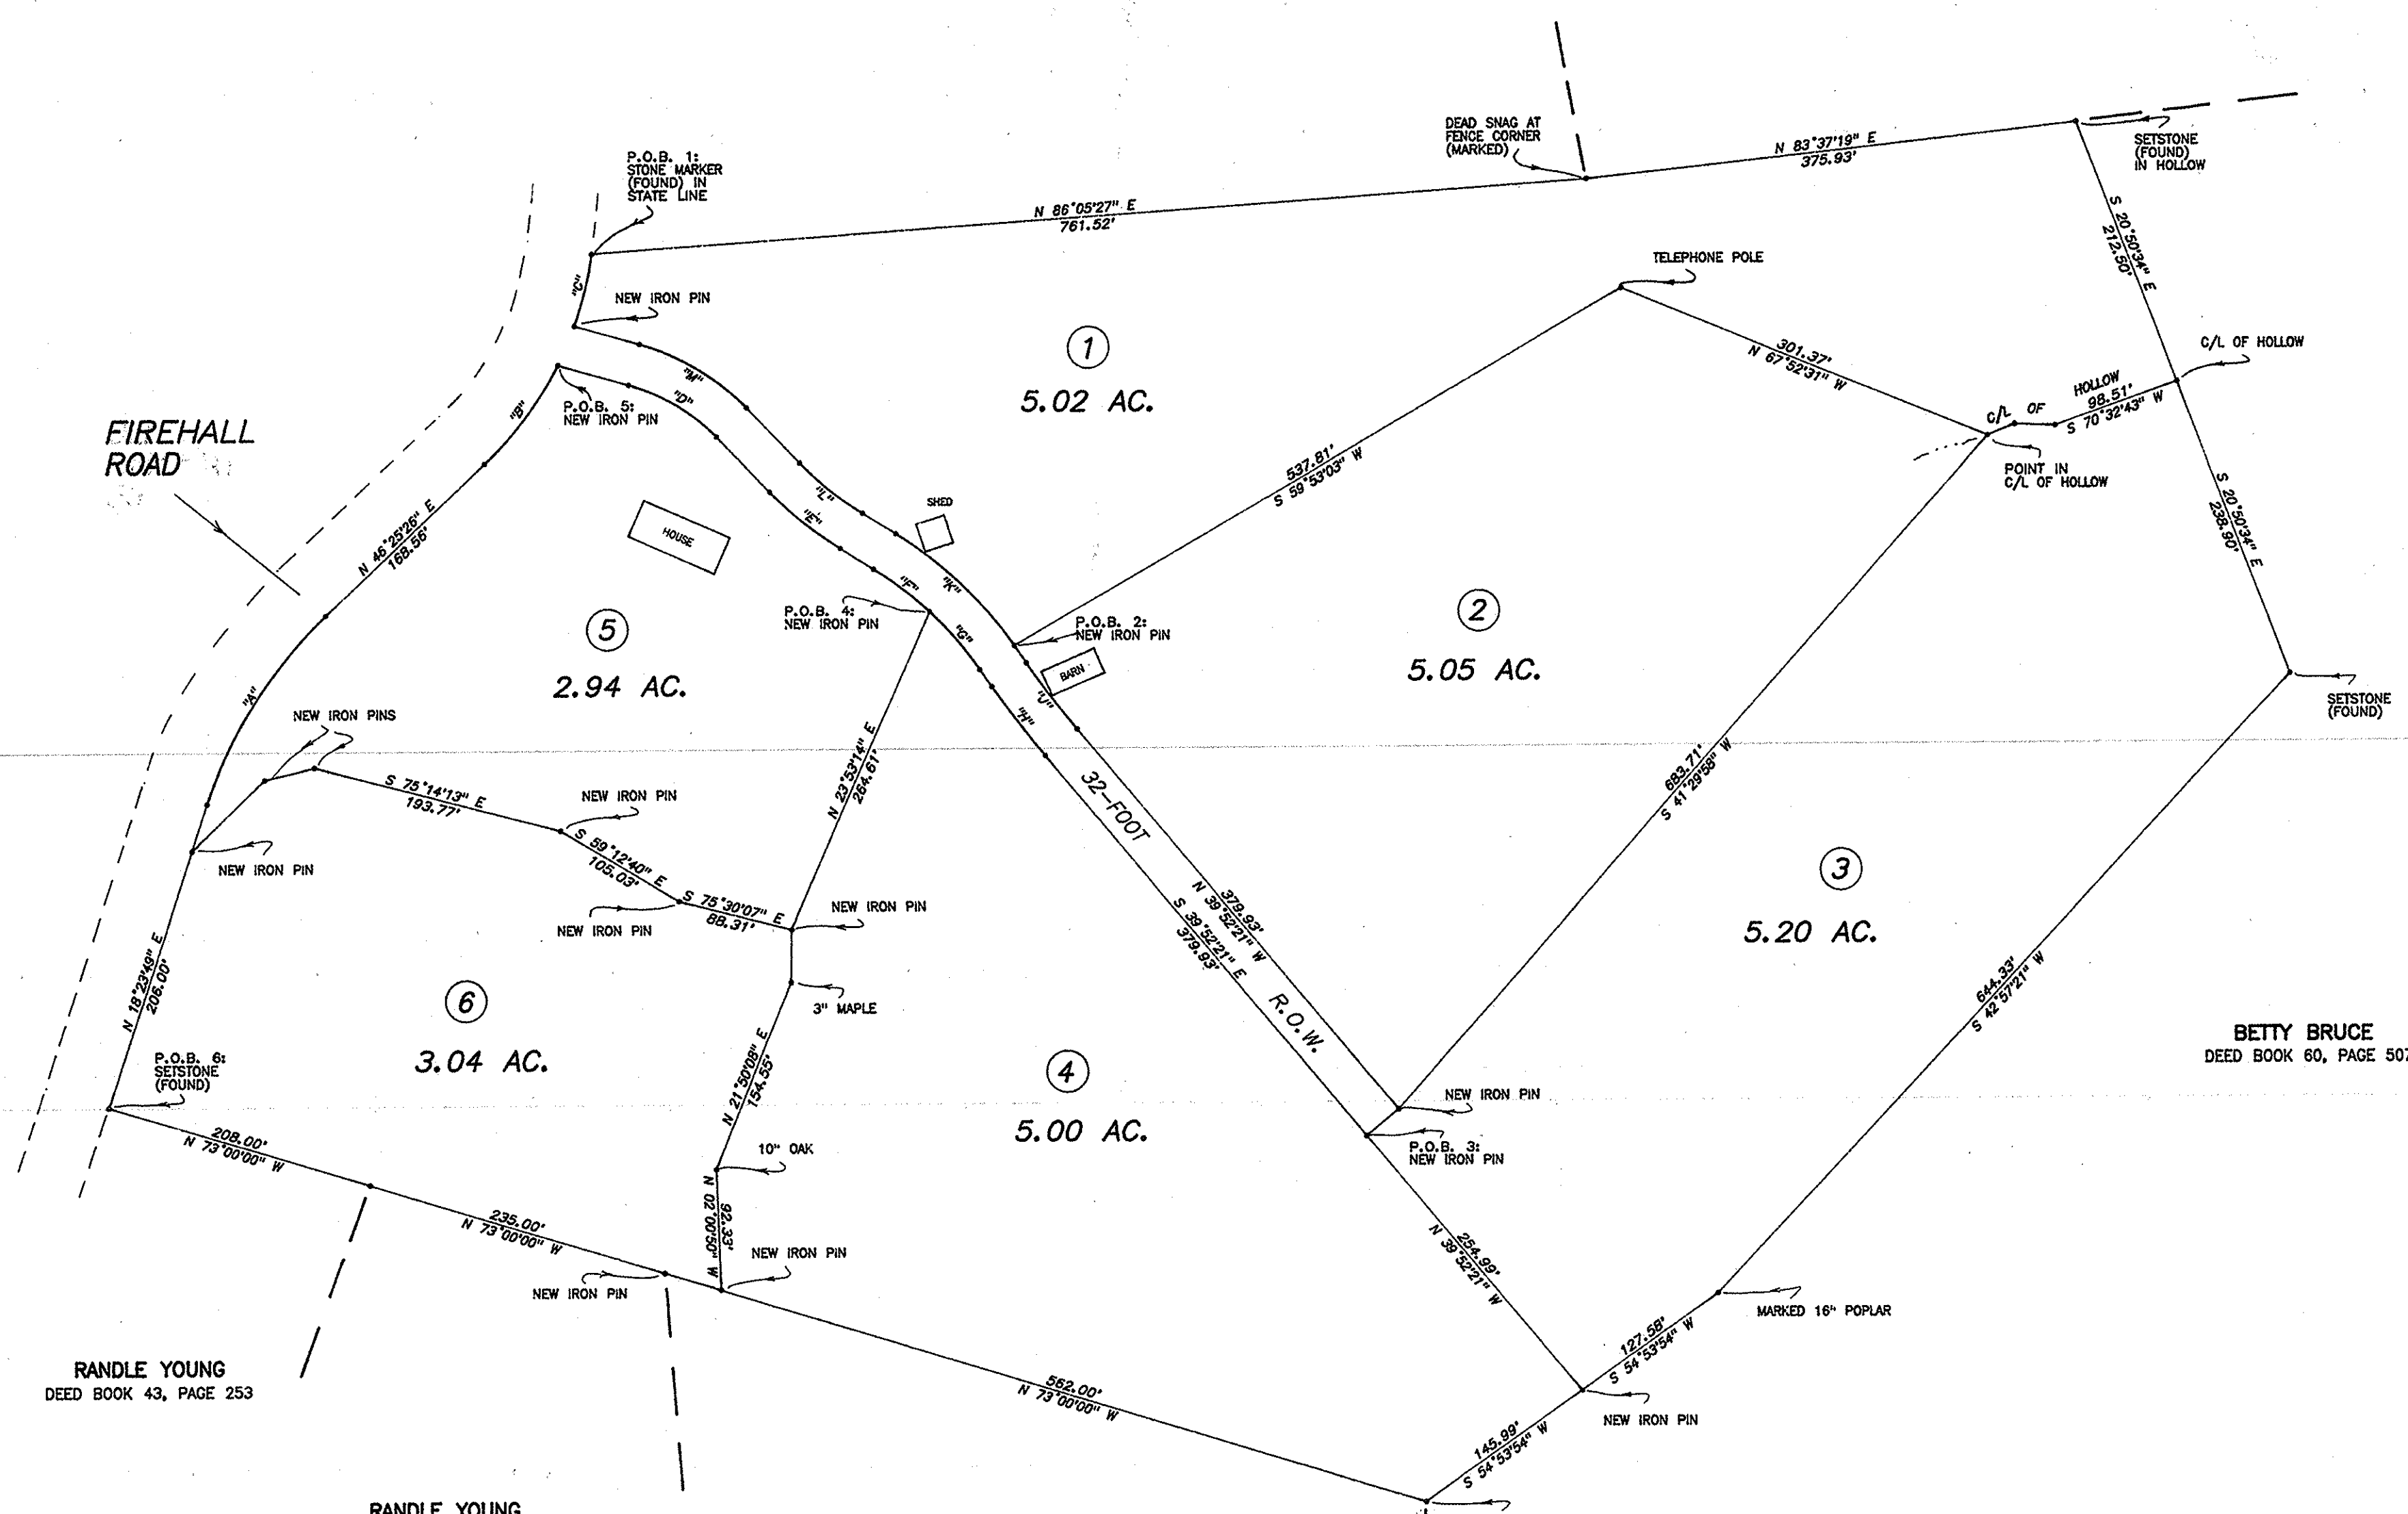 DEAD SNAG AT
FENCE CORNER
(MARKED)
N 83°37'19" E
375.93'
SETSTONE
(FOUND)
IN HOLLOW
P.O.B. 1:
STONE MARKER
(FOUND) IN
STATE LINE
N 86°05'27" E
761.52'
S 20°50'34" E
212.50'
"C"
NEW IRON PIN
TELEPHONE POLE
1
5.02 AC.
301.37'
N 67°52'31" W
C/L OF HOLLOW
C/L OF HOLLOW
98.51'
S 70°32'43" W
"M"
"D"
"B"
P.O.B. 5:
NEW IRON PIN
FIREHALL
ROAD
537.81'
S 59°53'03" W
POINT IN
C/L OF HOLLOW
S 20°50'34" E
238.90'
"L"
"E"
SHED
HOUSE
N 46°25'26" E
168.56'
"K"
"F"
P.O.B. 4:
NEW IRON PIN
"G"
P.O.B. 2:
NEW IRON PIN
BARN
2
5.05 AC.
5
2.94 AC.
"A"
"J"
"H"
NEW IRON PINS
SETSTONE
(FOUND)
S 75°14'13" E
193.77'
NEW IRON PIN
N 23°53'14" E
264.61'
32-FOOT
R.O.W.
683.71'
S 41°29'58" W
NEW IRON PIN
S 59°12'40" E
105.03'
NEW IRON PIN
S 75°30'07" E
88.31'
NEW IRON PIN
379.93'
N 39°52'21" W
S 39°52'21" E
379.93'
3
5.20 AC.
644.33'
S 42°57'21" W
N 18°23'49" E
206.00'
6
3.04 AC.
3" MAPLE
N 21°50'08" E
154.55'
4
5.00 AC.
BETTY BRUCE
DEED BOOK 60, PAGE 507
P.O.B. 6:
SETSTONE
(FOUND)
NEW IRON PIN
P.O.B. 3:
NEW IRON PIN
208.00'
N 73°00'00" W
10" OAK
92.33'
N 02°00'50" W
235.00'
N 73°00'00" W
NEW IRON PIN
NEW IRON PIN
254.99'
N 39°52'21" W
MARKED 16" POPLAR
127.58'
S 54°53'54" W
NEW IRON PIN
RANDLE YOUNG
DEED BOOK 43, PAGE 253
562.00'
N 73°00'00" W
145.99'
S 54°53'54" W
RANDLE YOUNG